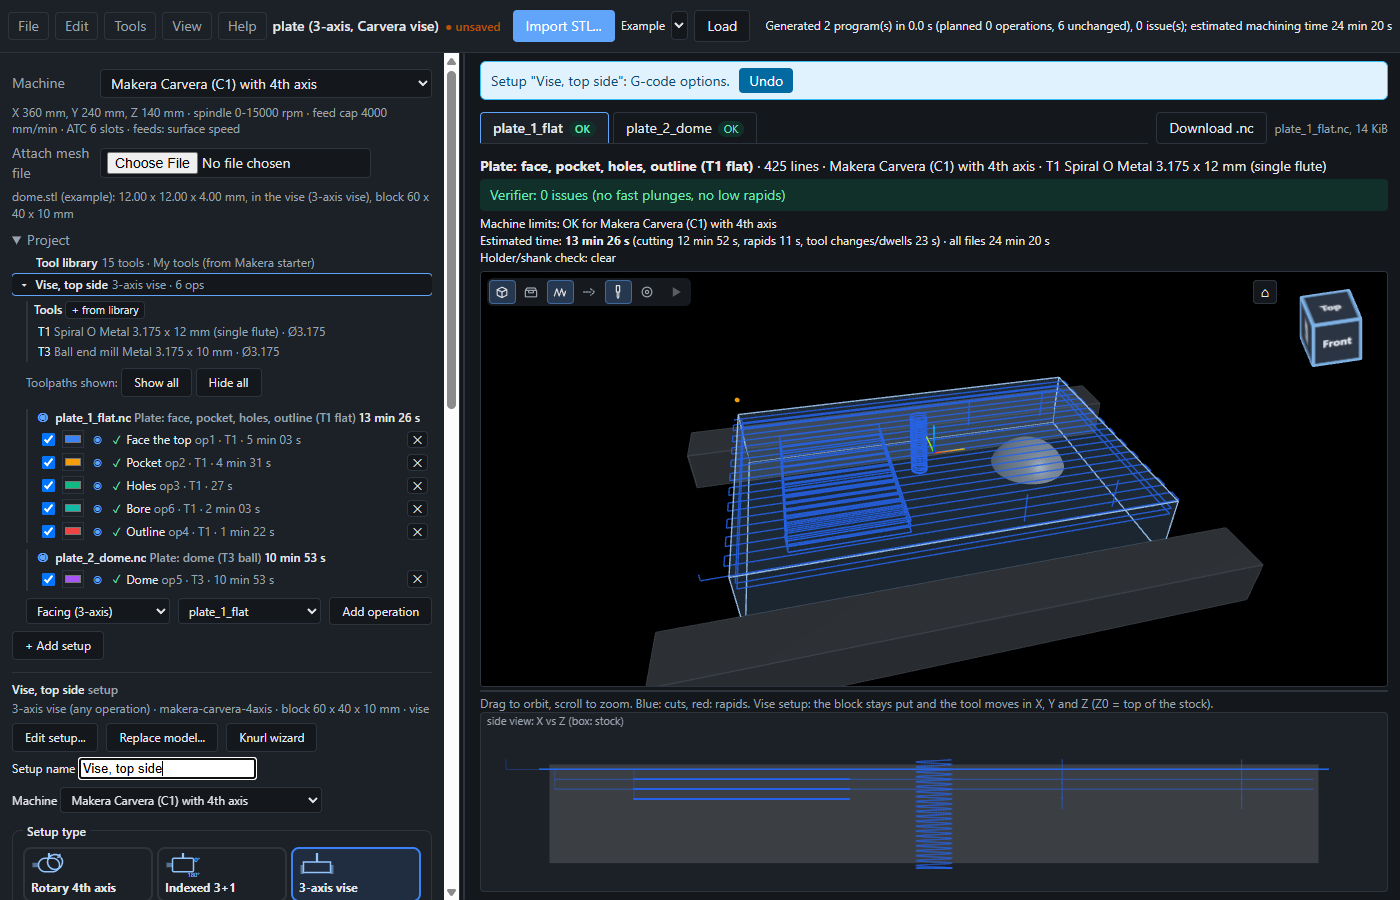 File Edit Tools View Help plate (3-axis, Carvera vise) • unsaved Import STL... Example Load Generated 2 program(s) in 0.0 s (planned 0 operations, 6 unchanged), 0 issue(s); estimated machining time 24 min 20 s
Machine Makera Carvera (C1) with 4th axis
X 360 mm, Y 240 mm, Z 140 mm · spindle 0-15000 rpm · feed cap 4000
mm/min · ATC 6 slots · feeds: surface speed
Attach mesh
file
Choose File No file chosen
dome.stl (example): 12.00 x 12.00 x 4.00 mm, in the vise (3-axis vise), block 60 x
40 x 10 mm
Project
Tool library 15 tools · My tools (from Makera starter)
Vise, top side 3-axis vise · 6 ops
Tools + from library
T1 Spiral O Metal 3.175 x 12 mm (single flute) · Ø3.175
T3 Ball end mill Metal 3.175 x 10 mm · Ø3.175
Toolpaths shown: Show all Hide all
plate_1_flat.nc Plate: face, pocket, holes, outline (T1 flat) 13 min 26 s
✓ Face the top op1 · T1 · 5 min 03 s
✓ Pocket op2 · T1 · 4 min 31 s
✓ Holes op3 · T1 · 27 s
✓ Bore op6 · T1 · 2 min 03 s
✓ Outline op4 · T1 · 1 min 22 s
plate_2_dome.nc Plate: dome (T3 ball) 10 min 53 s
✓ Dome op5 · T3 · 10 min 53 s
Facing (3-axis) plate_1_flat Add operation
+ Add setup
Vise, top side setup
3-axis vise (any operation) · makera-carvera-4axis · block 60 x 40 x 10 mm · vise
Edit setup... Replace model... Knurl wizard
Setup name Vise, top side
Machine Makera Carvera (C1) with 4th axis
Setup type
0°
180°
Rotary 4th axis Indexed 3+1 3-axis vise
Setup "Vise, top side": G-code options. Undo
plate_1_flat OK plate_2_dome OK Download .nc plate_1_flat.nc, 14 KiB
Plate: face, pocket, holes, outline (T1 flat) · 425 lines · Makera Carvera (C1) with 4th axis · T1 Spiral O Metal 3.175 x 12 mm (single flute)
Verifier: 0 issues (no fast plunges, no low rapids)
Machine limits: OK for Makera Carvera (C1) with 4th axis
Estimated time: 13 min 26 s (cutting 12 min 52 s, rapids 11 s, tool changes/dwells 23 s) · all files 24 min 20 s
Holder/shank check: clear
Top
Front
Drag to orbit, scroll to zoom. Blue: cuts, red: rapids. Vise setup: the block stays put and the tool moves in X, Y and Z (Z0 = top of the stock).
side view: X vs Z (box: stock)